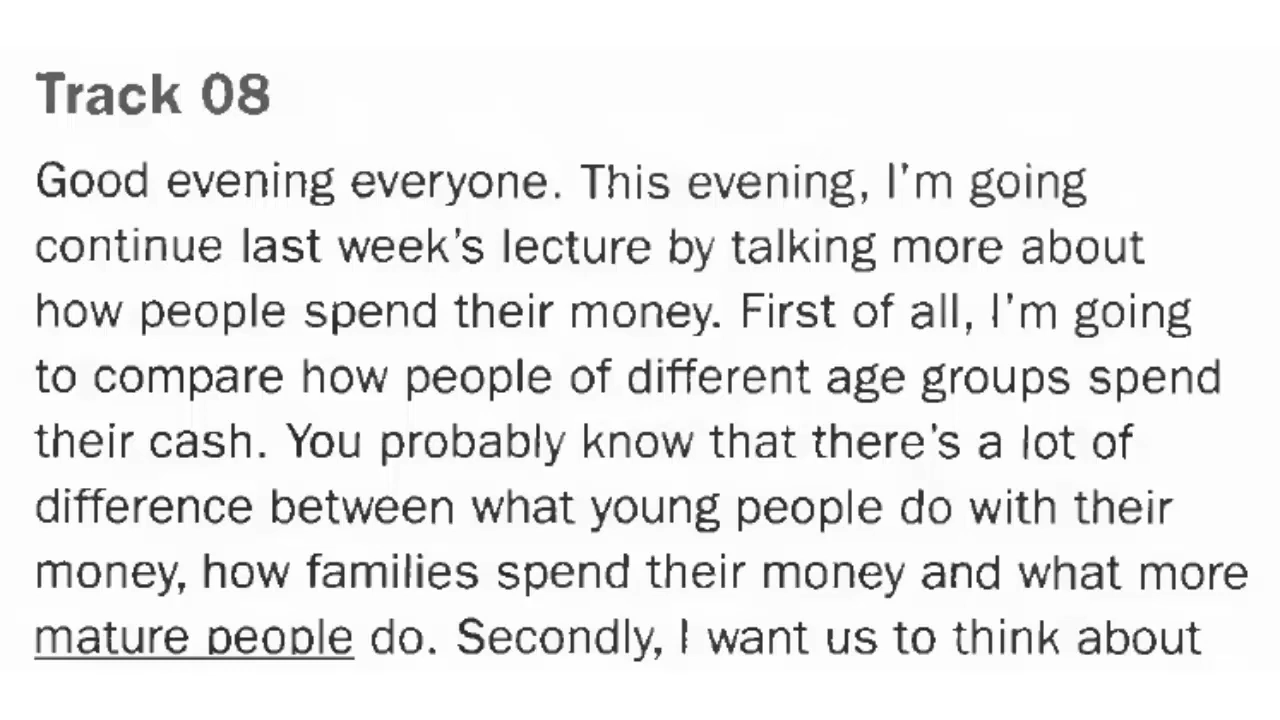 Track 08
Good evening everyone. This evening, I'm going
continue last week's lecture by talking more about
how people spend their money. First of all, I'm going
to compare how people of different age groups spend
their cash. You probably know that there's a lot of
difference between what young people do with their
money, how families spend their money and what more
mature people do. Secondly, I want us to think about